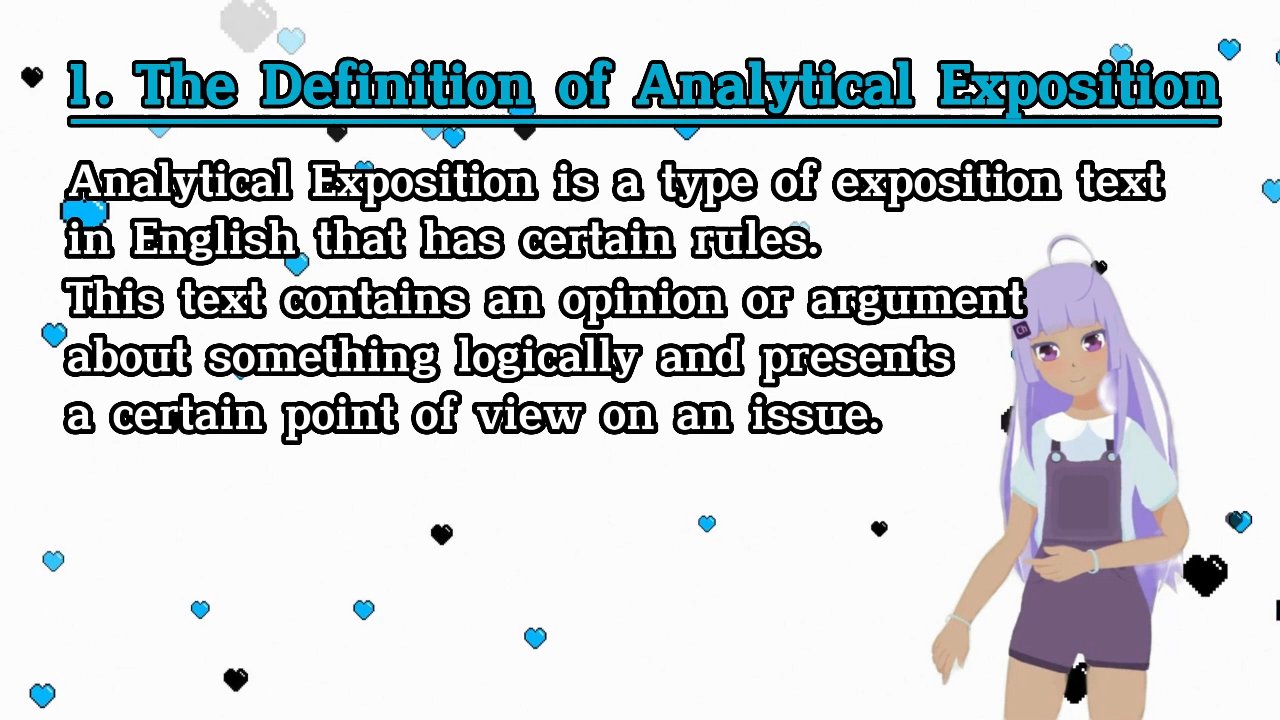 1. The Definition of Analytical Exposition
Analytical Exposition is a type of exposition text
in English that has certain rules.
This text contains an opinion or argument
about something logically and presents
a certain point of view on an issue.
Ch